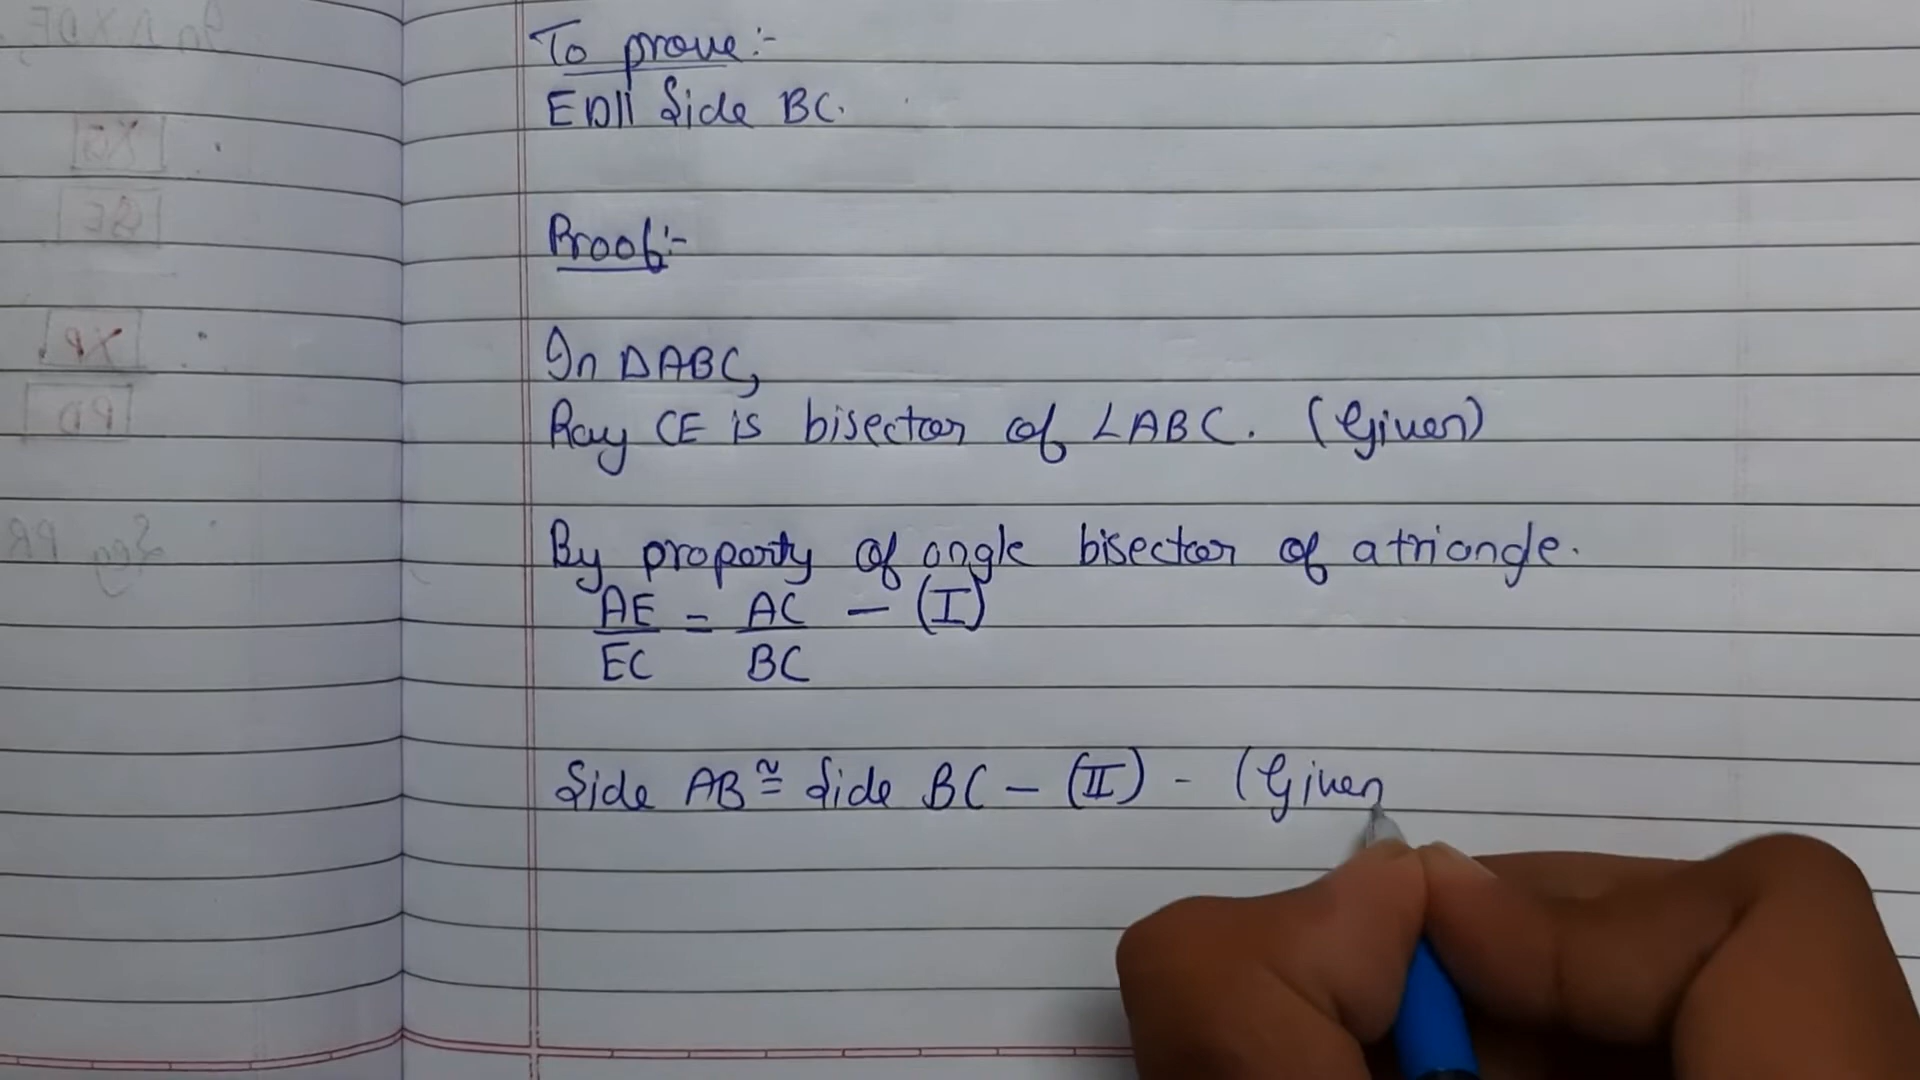 To prove:-
ED|| Side BC.
Proof:-
In ΔABC,
Ray CE is bisector of ∠ABC. (Given)
By property of angle bisector of a triangle.
AE/EC = AC/BC — (I)
Side AB ≅ Side BC — (II) - (Given